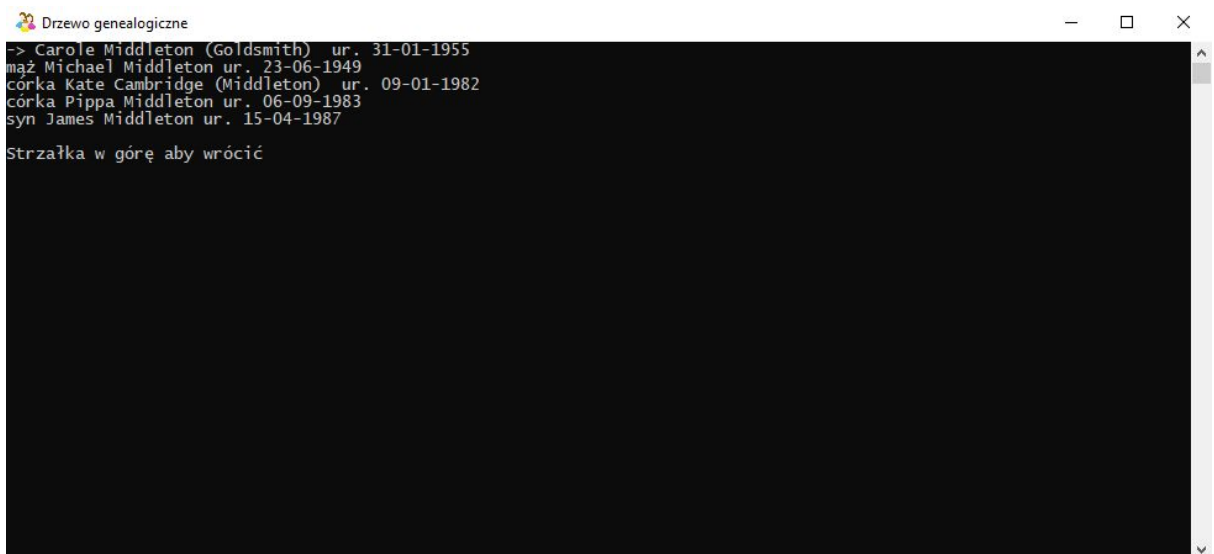 Drzewo genealogiczne
-> Carole Middleton (Goldsmith)  ur. 31-01-1955
mąż Michael Middleton ur. 23-06-1949
córka Kate Cambridge (Middleton)  ur. 09-01-1982
córka Pippa Middleton ur. 06-09-1983
syn James Middleton ur. 15-04-1987
Strzałka w górę aby wrócić